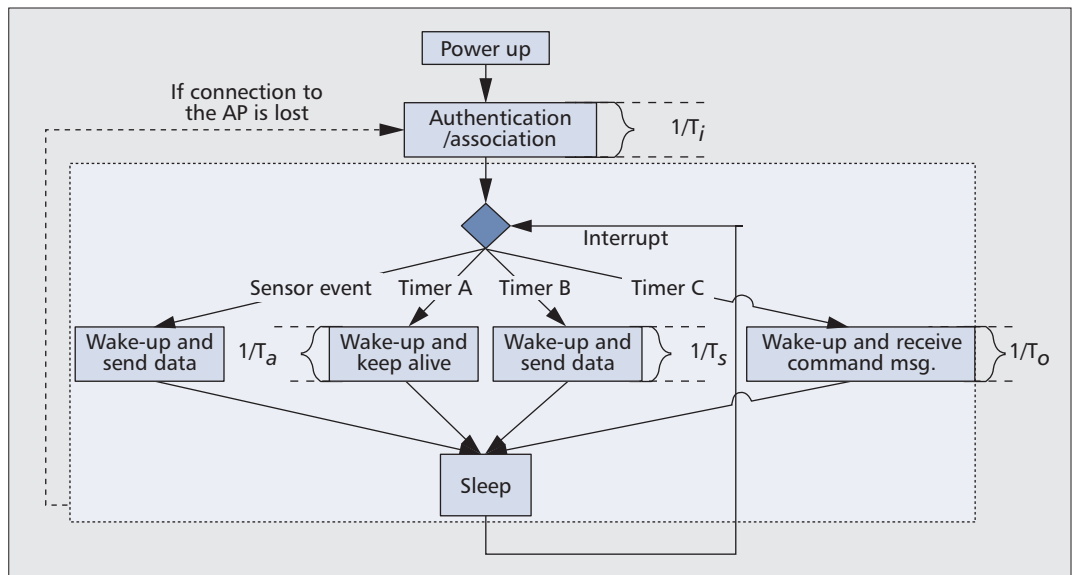 Power up
If connection to
the AP is lost
Authentication
/association
1/Ti
Interrupt
Sensor event
Timer A
Timer B
Timer C
Wake-up and
send data
1/Ta
Wake-up and
keep alive
Wake-up and
send data
1/Ts
Wake-up and receive
command msg.
1/To
Sleep